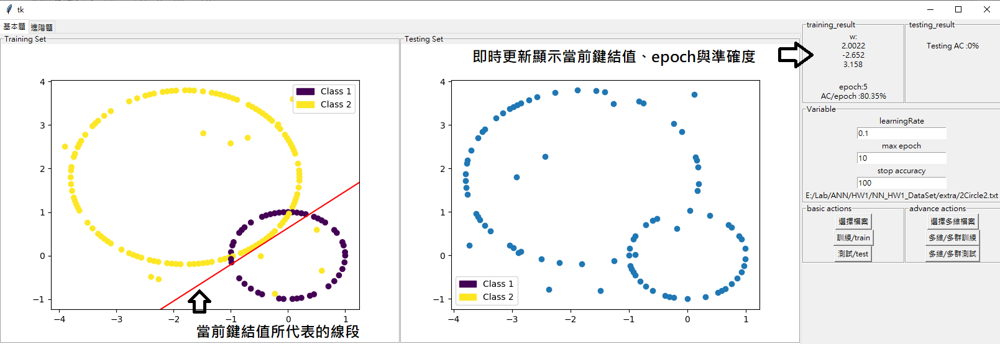 tk
基本題 進階題
Training Set
4
3
2
1
0
−1
−4 −3 −2 −1 0 1
Class 1
Class 2
當前鍵結值所代表的線段
Testing Set
即時更新顯示當前鍵結值、epoch與準確度
4
3
2
1
0
−1
−4 −3 −2 −1 0 1
Class 1
Class 2
training_result
w:
2.0022
-2.652
3.158
epoch:5
AC/epoch :80.35%
testing_result
Testing AC :0%
Variable
learningRate
0.1
max epoch
10
stop accuracy
100
E:/Lab/ANN/HW1/NN_HW1_DataSet/extra/2Circle2.txt
basic actions
選擇檔案
訓練/train
測試/test
advance actions
選擇多維檔案
多維/多群訓練
多維/多群測試